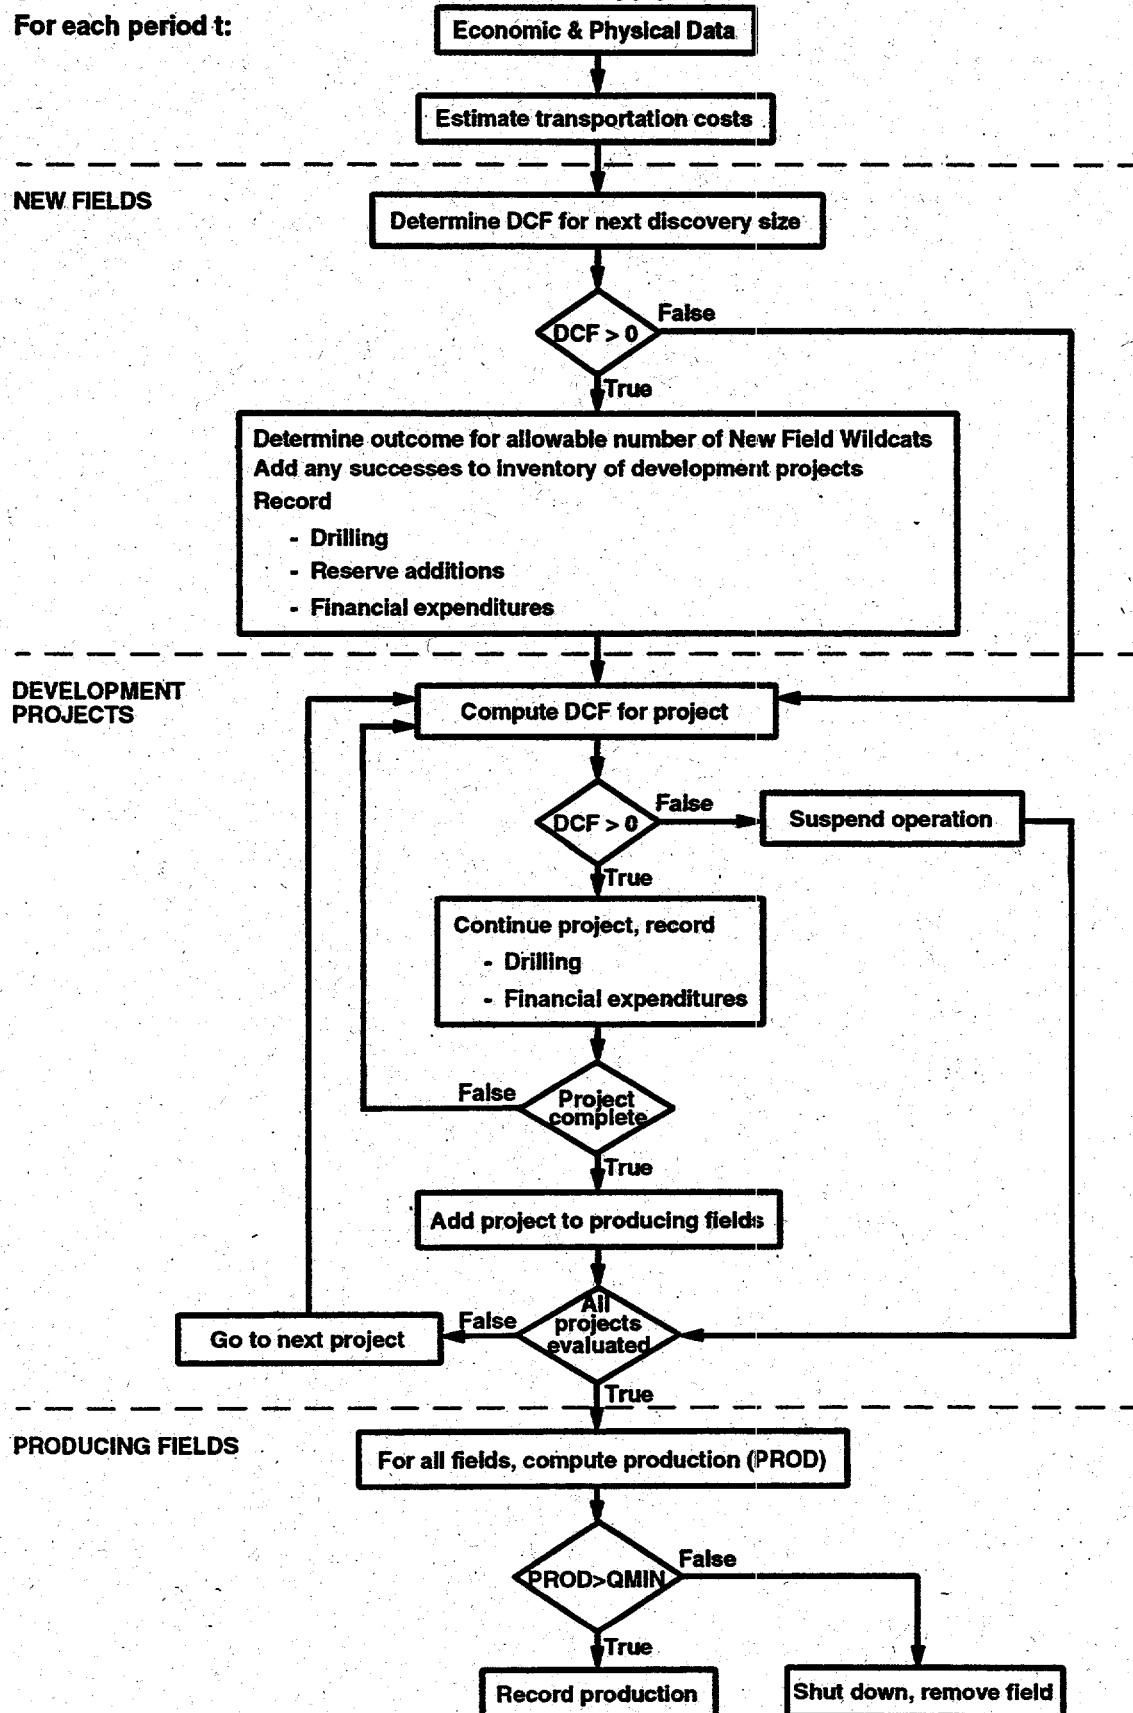 For each period t:
Economic & Physical Data
Estimate transportation costs
NEW FIELDS
Determine DCF for next discovery size
DCF > 0
False
True
Determine outcome for allowable number of New Field Wildcats
Add any successes to inventory of development projects
Record
- Drilling
- Reserve additions
- Financial expenditures
DEVELOPMENT
PROJECTS
Compute DCF for project
DCF > 0
False
Suspend operation
True
Continue project, record
- Drilling
- Financial expenditures
False
Project
complete
True
Add project to producing fields
All
projects
evaluated
False
Go to next project
True
PRODUCING FIELDS
For all fields, compute production (PROD)
PROD>QMIN
False
True
Record production
Shut down, remove field